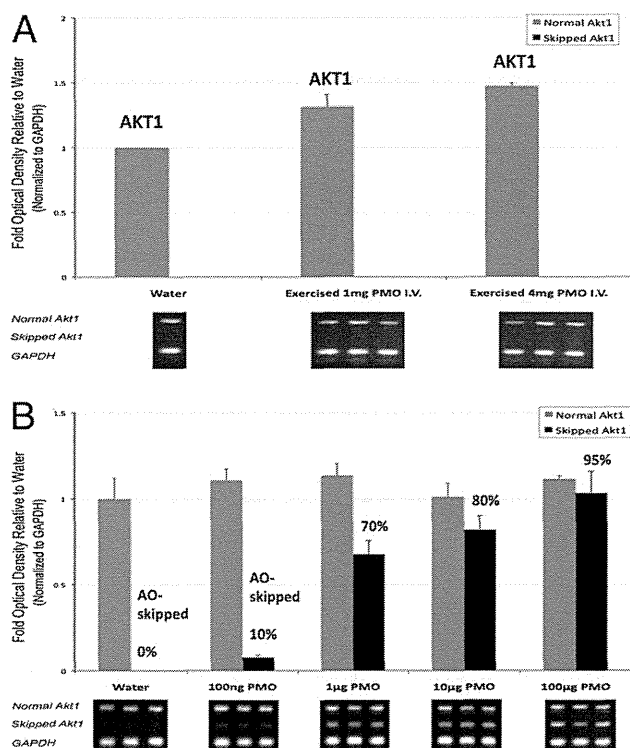 A
Normal Akt1
Skipped Akt1
Fold Optical Density Relative to Water
(Normalized to GAPDH)
2
1.5
1
0.5
0
AKT1
AKT1
AKT1
Water
Exercised 1mg PMO I.V.
Exercised 4mg PMO I.V.
Normal Akt1
Skipped Akt1
GAPDH
B
Normal Akt1
Skipped Akt1
Fold Optical Density Relative to Water
(Normalized to GAPDH)
1.5
1
0.5
0
AO-
skipped
0%
AO-
skipped
10%
70%
80%
95%
Water
100ng PMO
1µg PMO
10µg PMO
100µg PMO
Normal Akt1
Skipped Akt1
GAPDH